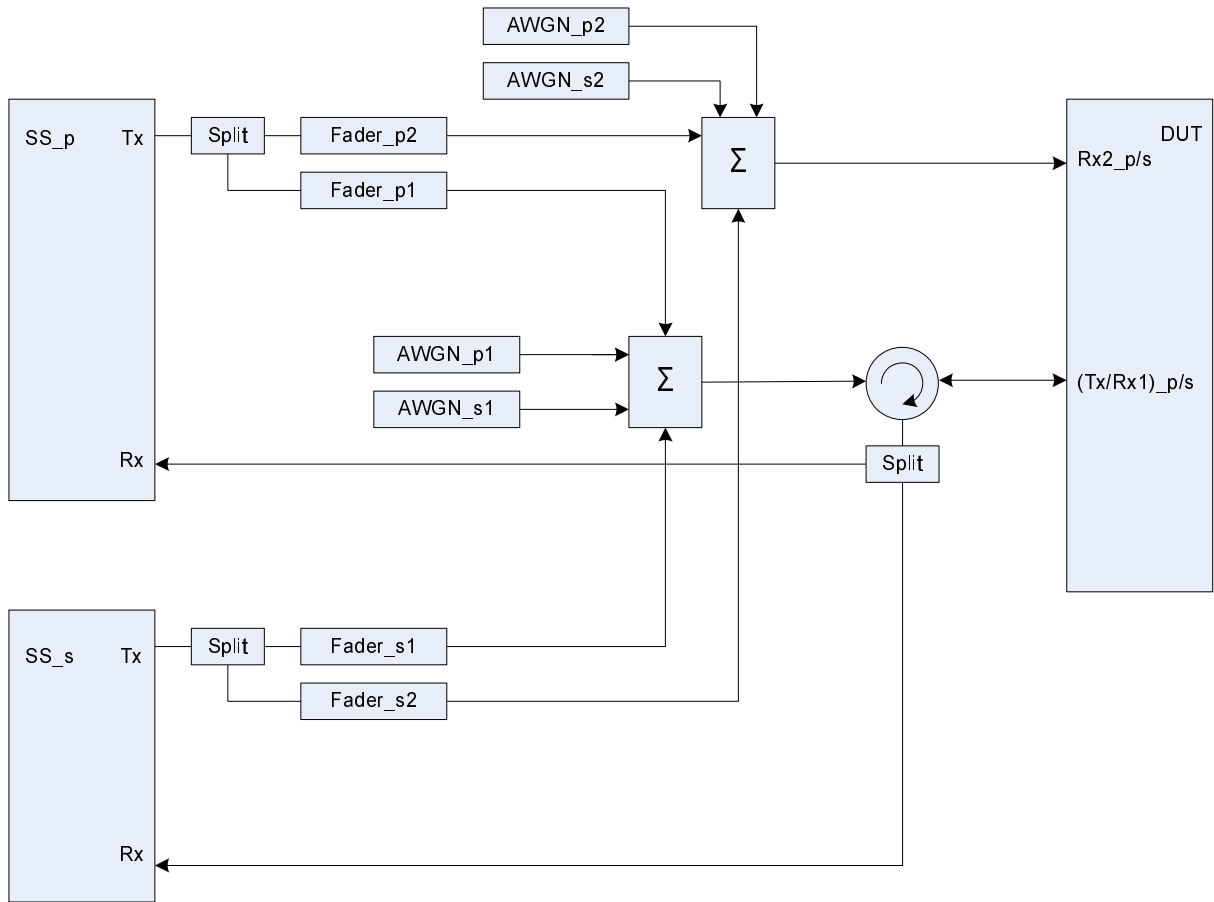 AWGN_p2
AWGN_s2
SS_p
Tx
Split
Fader_p2
Fader_p1
Σ
DUT
Rx2_p/s
AWGN_p1
AWGN_s1
Σ
(Tx/Rx1)_p/s
Rx
Split
SS_s
Tx
Split
Fader_s1
Fader_s2
Rx